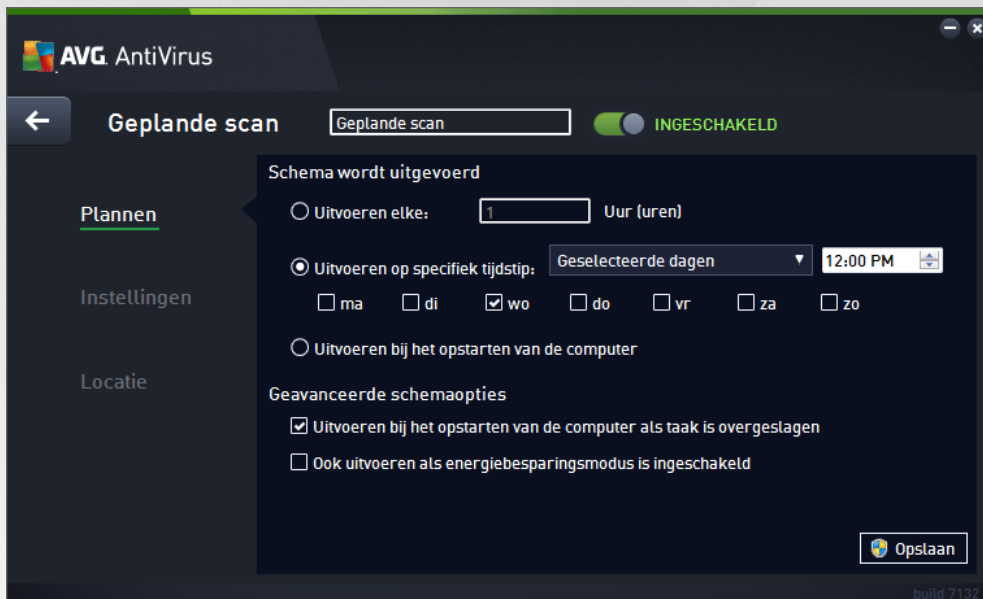 AVG. AntiVirus
Geplande scan Geplande scan INGESCHAKELD
Schema wordt uitgevoerd
Plannen
Uitvoeren elke: 1 Uur (uren)
Uitvoeren op specifiek tijdstip: Geselecteerde dagen 12:00 PM
Instellingen
ma di wo do vr za zo
Uitvoeren bij het opstarten van de computer
Locatie
Geavanceerde schemaopties
Uitvoeren bij het opstarten van de computer als taak is overgeslagen
Ook uitvoeren als energiebesparingsmodus is ingeschakeld
Opslaan
build 7132